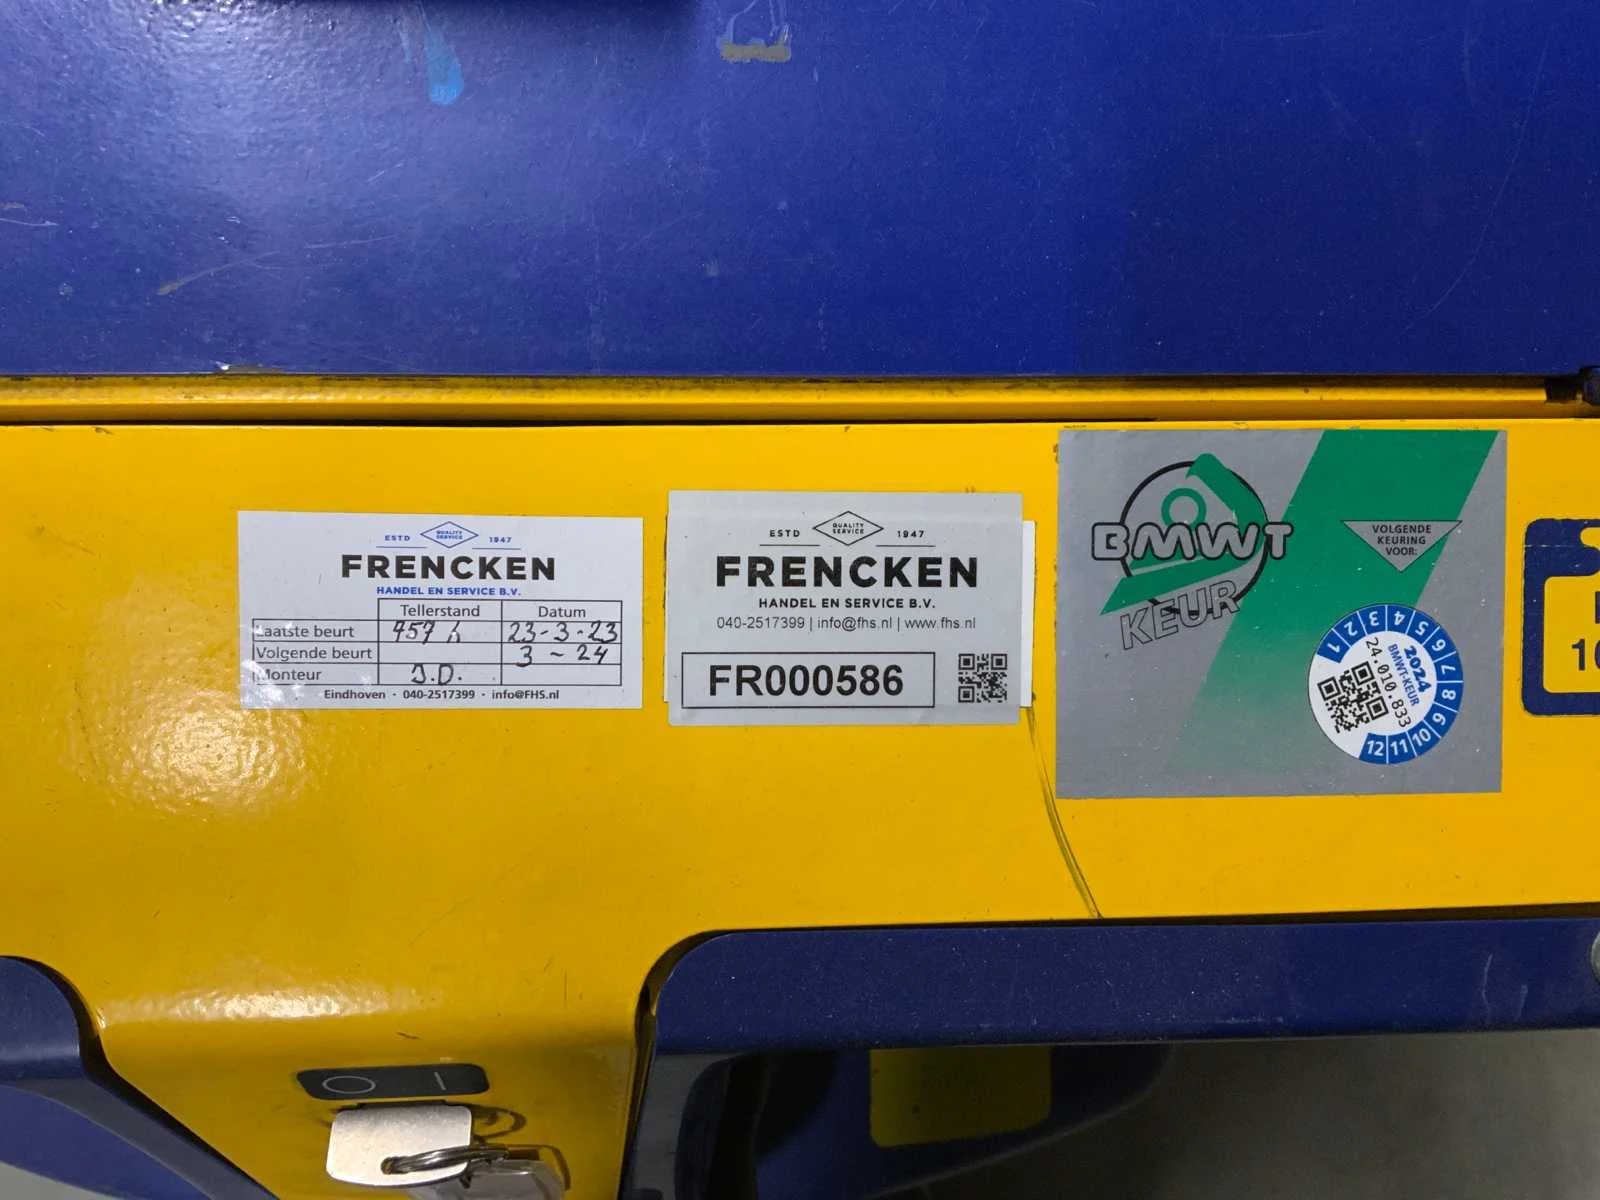 ESTD QUALITY SERVICE 1947
FRENCKEN
HANDEL EN SERVICE B.V.
Tellerstand Datum
Laatste beurt 957 h 23-3-23
Volgende beurt 3-24
Monteur J.D.
Eindhoven · 040-2517399 · info@FHS.nl
ESTD QUALITY SERVICE 1947
FRENCKEN
HANDEL EN SERVICE B.V.
040-2517399 | info@fhs.nl | www.fhs.nl
FR000586
BMWT
KEUR
VOLGENDE
KEURING
VOOR:
1 2 3 4 5 6 7 8 9 10 11 12
2024
BMWT-KEUR
24.010.833